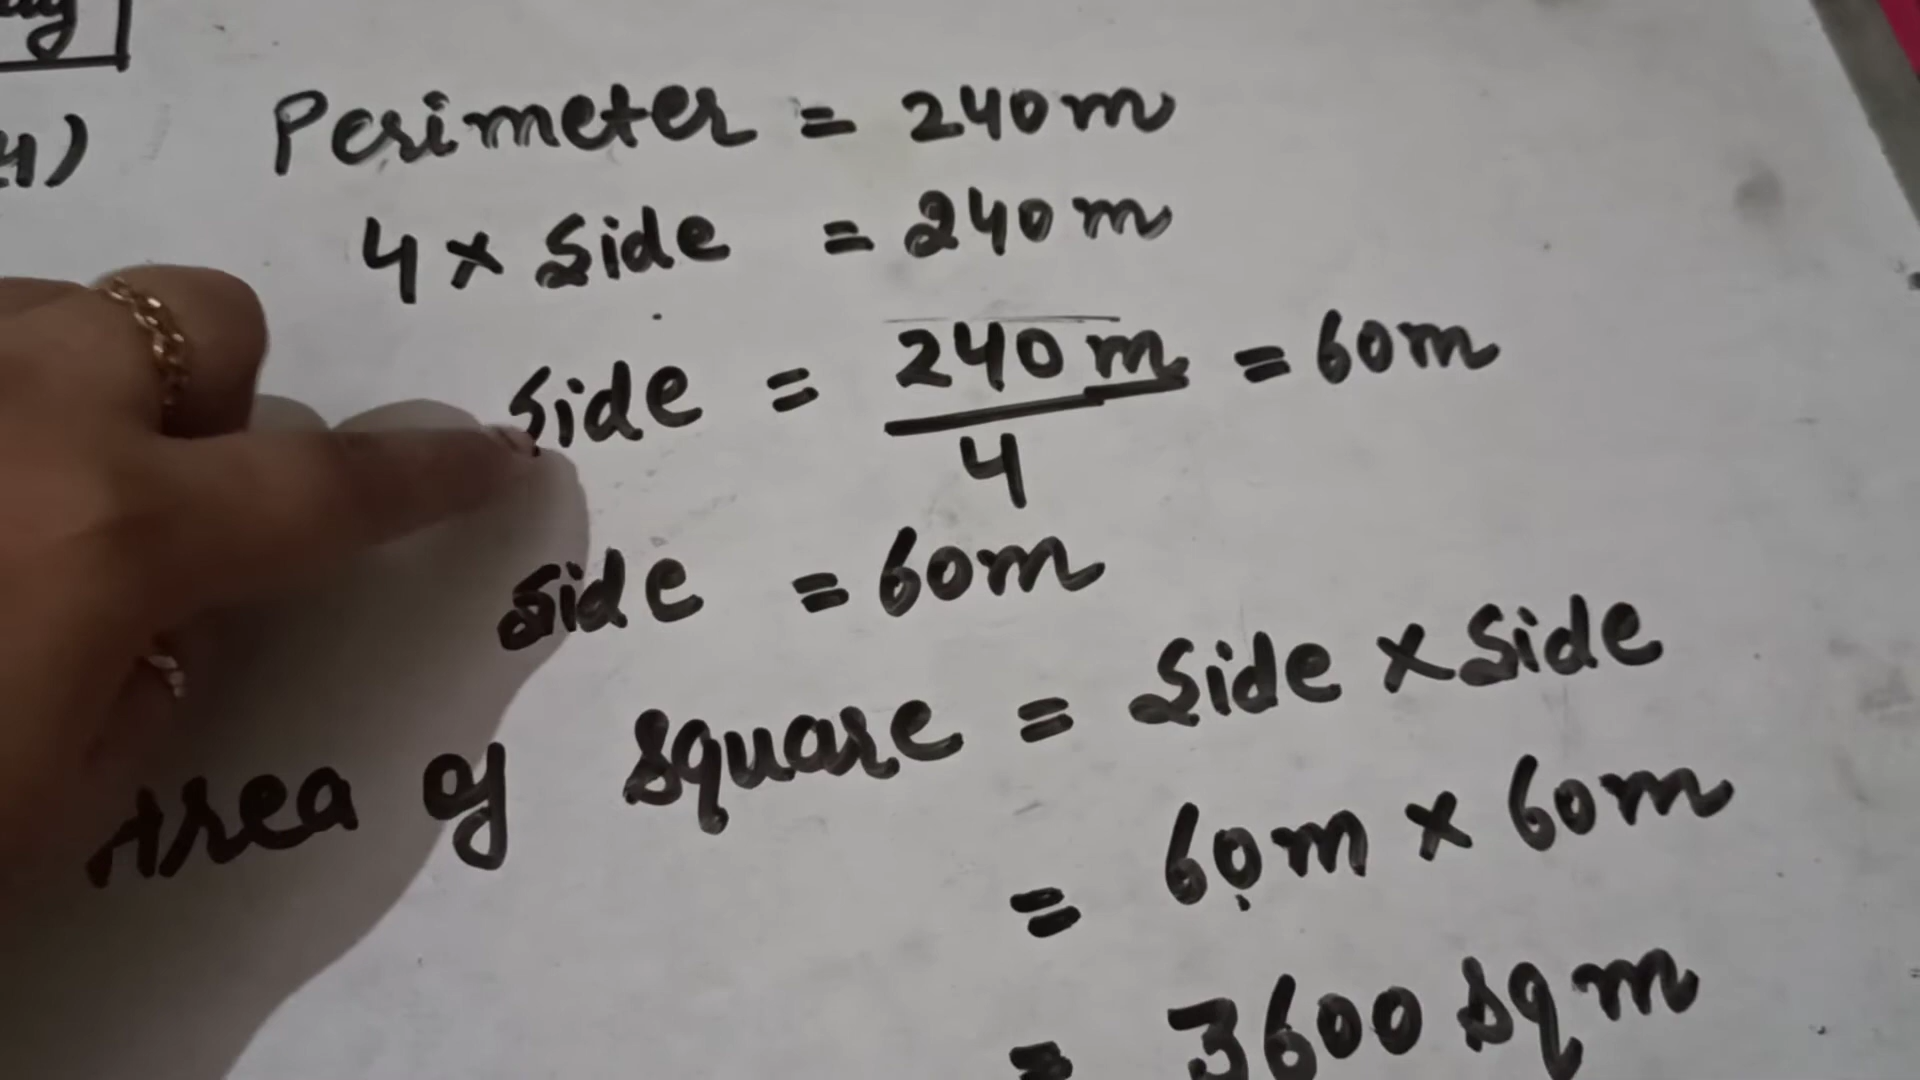 4)
Perimeter = 240m
4 × Side = 240m
Side = 240m/4 = 60m
Side = 60m
Area of square = Side × Side
= 60m × 60m
= 3600 sq m